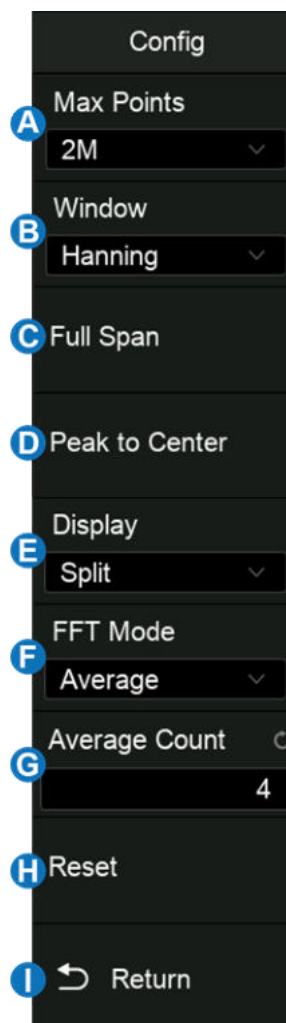 Config
A
Max Points
2M
B
Window
Hanning
C
Full Span
D
Peak to Center
E
Display
Split
F
FFT Mode
Average
G
Average Count
4
H
Reset
I
Return